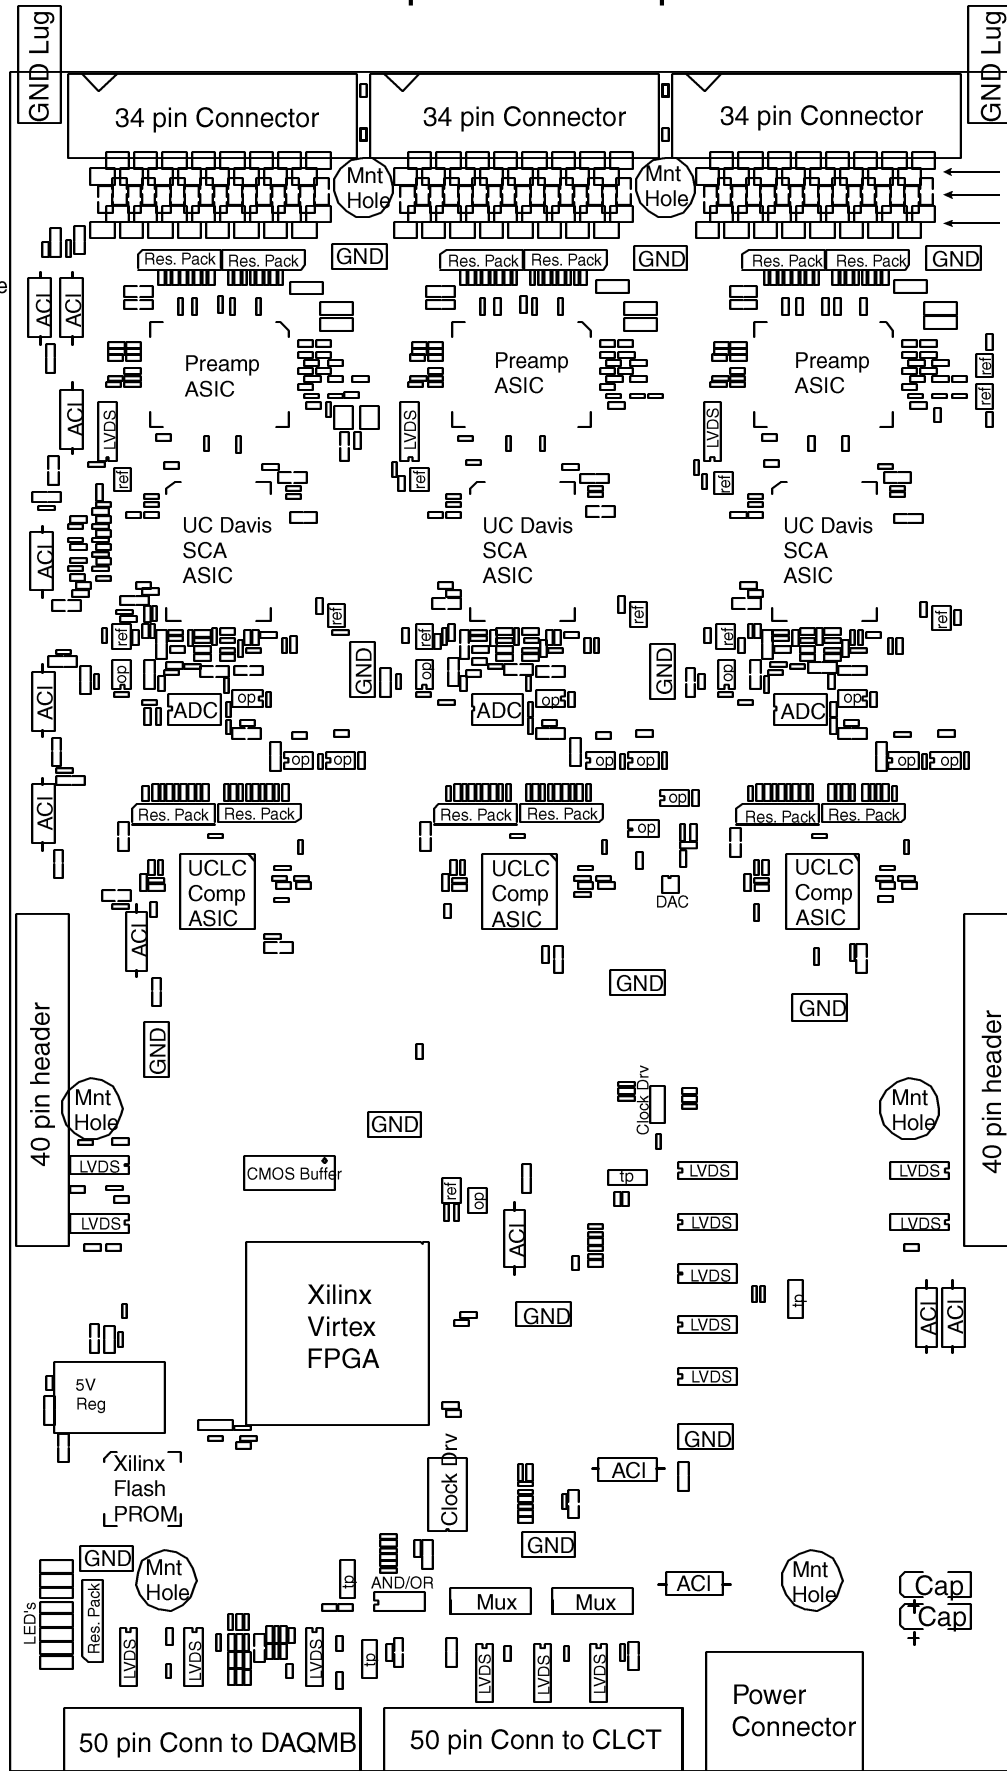 GND Lug
GND Lug
34 pin Connector
34 pin Connector
34 pin Connector
Mnt
Hole
Mnt
Hole
Res. Pack
Res. Pack
GND
Res. Pack
Res. Pack
GND
Res. Pack
Res. Pack
GND
e
ACI
ACI
Preamp
ASIC
Preamp
ASIC
Preamp
ASIC
ref
ref
ACI
LVDS
LVDS
LVDS
ref
ref
ref
ACI
UC Davis
SCA
ASIC
UC Davis
SCA
ASIC
UC Davis
SCA
ASIC
ref
ref
ref
ref
ref
ref
GND
GND
op
op
op
ACI
ADC
op
ADC
op
ADC
op
op
op
op
op
op
op
ACI
Res. Pack
Res. Pack
Res. Pack
Res. Pack
op
op
Res. Pack
Res. Pack
UCLC
Comp
ASIC
UCLC
Comp
ASIC
DAC
UCLC
Comp
ASIC
ACI
GND
GND
GND
40 pin header
40 pin header
Mnt
Hole
Mnt
Hole
GND
Clock Drv
LVDS
CMOS Buffer
ref
op
tp
LVDS
LVDS
LVDS
ACI
LVDS
LVDS
LVDS
tp
Xilinx
Virtex
FPGA
GND
LVDS
ACI
ACI
LVDS
5V
Reg
GND
Xilinx
Flash
PROM
Clock Drv
ACI
GND
GND
Mnt
Hole
tp
AND/OR
Mux
Mux
ACI
Mnt
Hole
Cap
Cap
LED's
Res. Pack
LVDS
LVDS
LVDS
tp
LVDS
LVDS
LVDS
50 pin Conn to DAQMB
50 pin Conn to CLCT
Power
Connector